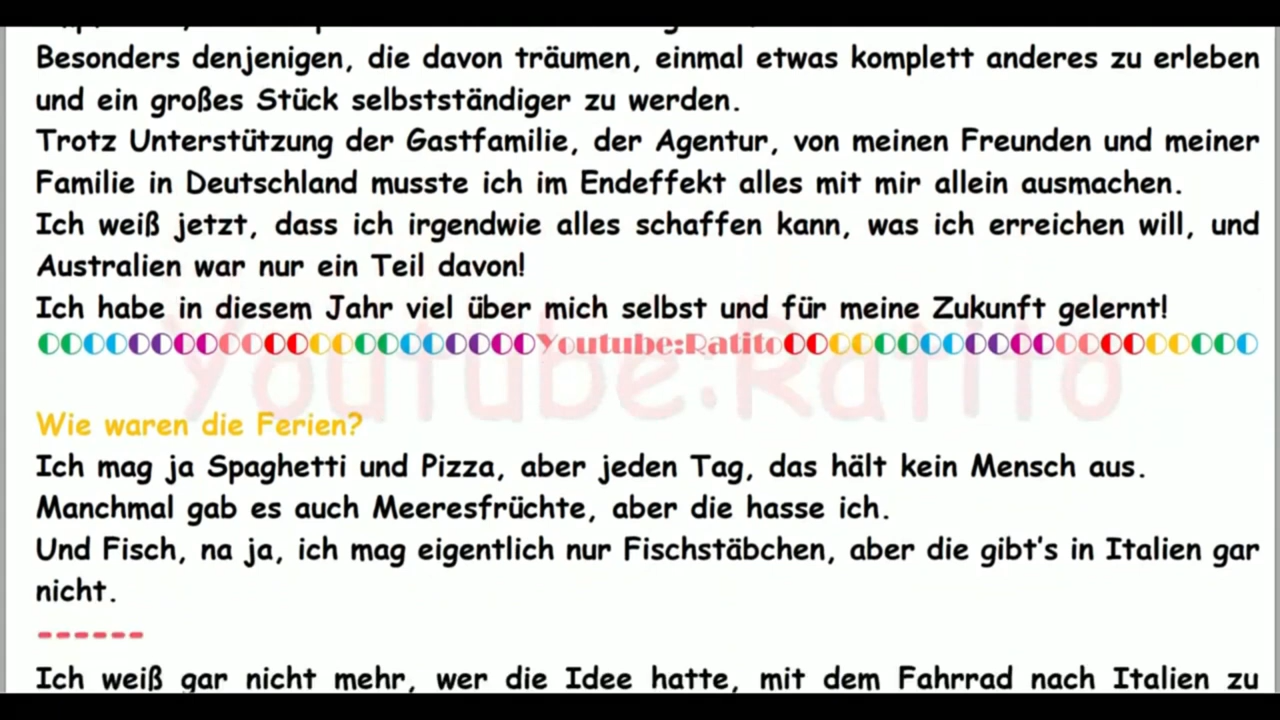 Besonders denjenigen, die davon träumen, einmal etwas komplett anderes zu erleben
und ein großes Stück selbstständiger zu werden.
Trotz Unterstützung der Gastfamilie, der Agentur, von meinen Freunden und meiner
Familie in Deutschland musste ich im Endeffekt alles mit mir allein ausmachen.
Ich weiß jetzt, dass ich irgendwie alles schaffen kann, was ich erreichen will, und
Australien war nur ein Teil davon!
Ich habe in diesem Jahr viel über mich selbst und für meine Zukunft gelernt!
Youtube:Ratito
Youtube:Ratito
Wie waren die Ferien?
Ich mag ja Spaghetti und Pizza, aber jeden Tag, das hält kein Mensch aus.
Manchmal gab es auch Meeresfrüchte, aber die hasse ich.
Und Fisch, na ja, ich mag eigentlich nur Fischstäbchen, aber die gibt's in Italien gar
nicht.
------
Ich weiß gar nicht mehr, wer die Idee hatte, mit dem Fahrrad nach Italien zu